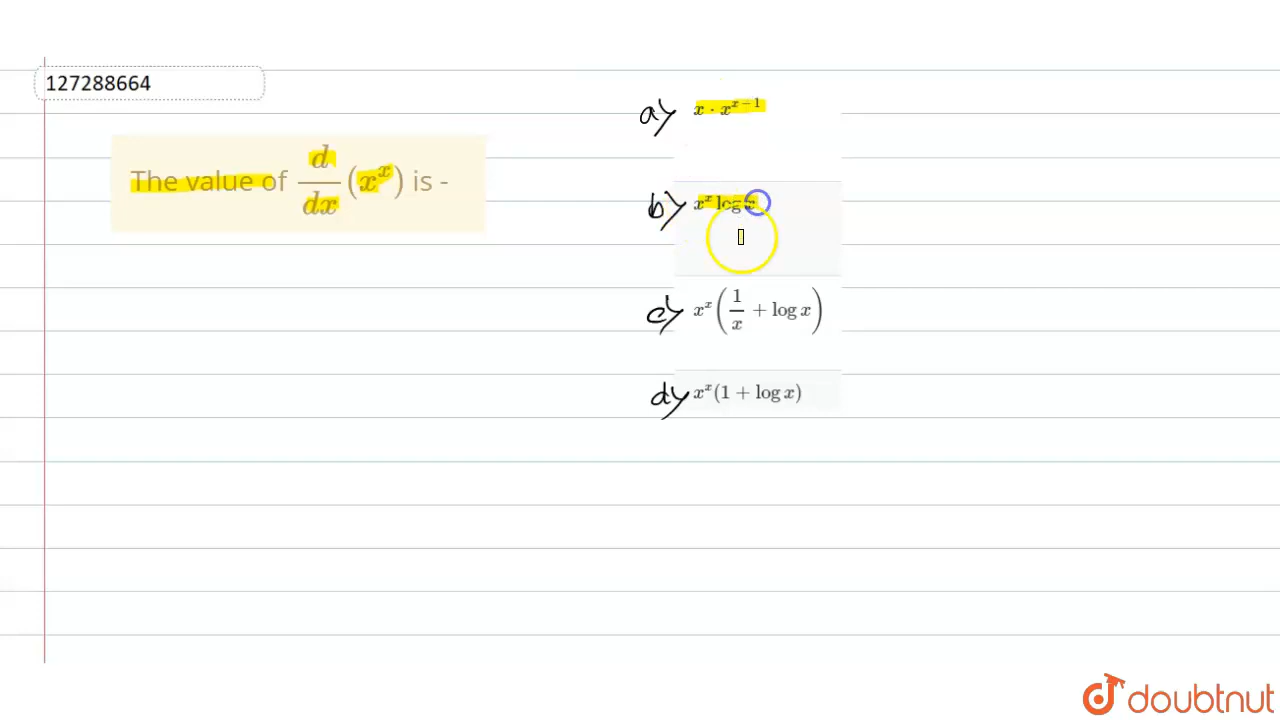 127288664
The value of d/dx (x^x) is -
a) x · x^{x-1}
b) x^x log x
c) x^x (1/x + log x)
d) x^x (1 + log x)
doubtnut